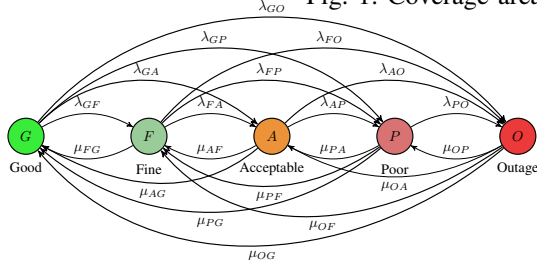 Fig. 1: Coverage area
λGO
λGP λFO
λGA λFP λAO
λGF λFA λAP λPO
G F A P O
μFG μAF μPA μOP
Good Fine Acceptable Poor Outage
μAG μPF μOA
μPG μOF
μOG